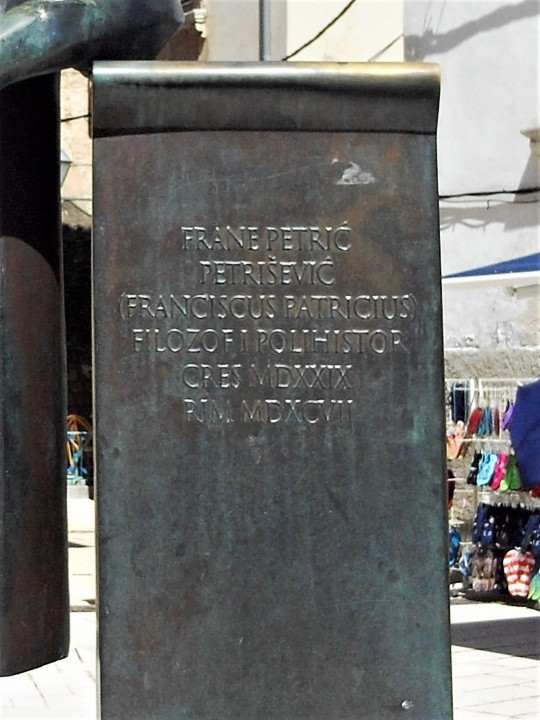 FRANE PETRIĆ
PETRIŠEVIĆ
(FRANCISCUS PATRICIUS)
FILOZOF I POLIHISTOR
CRES MDXXIX
RIM MDXCVII